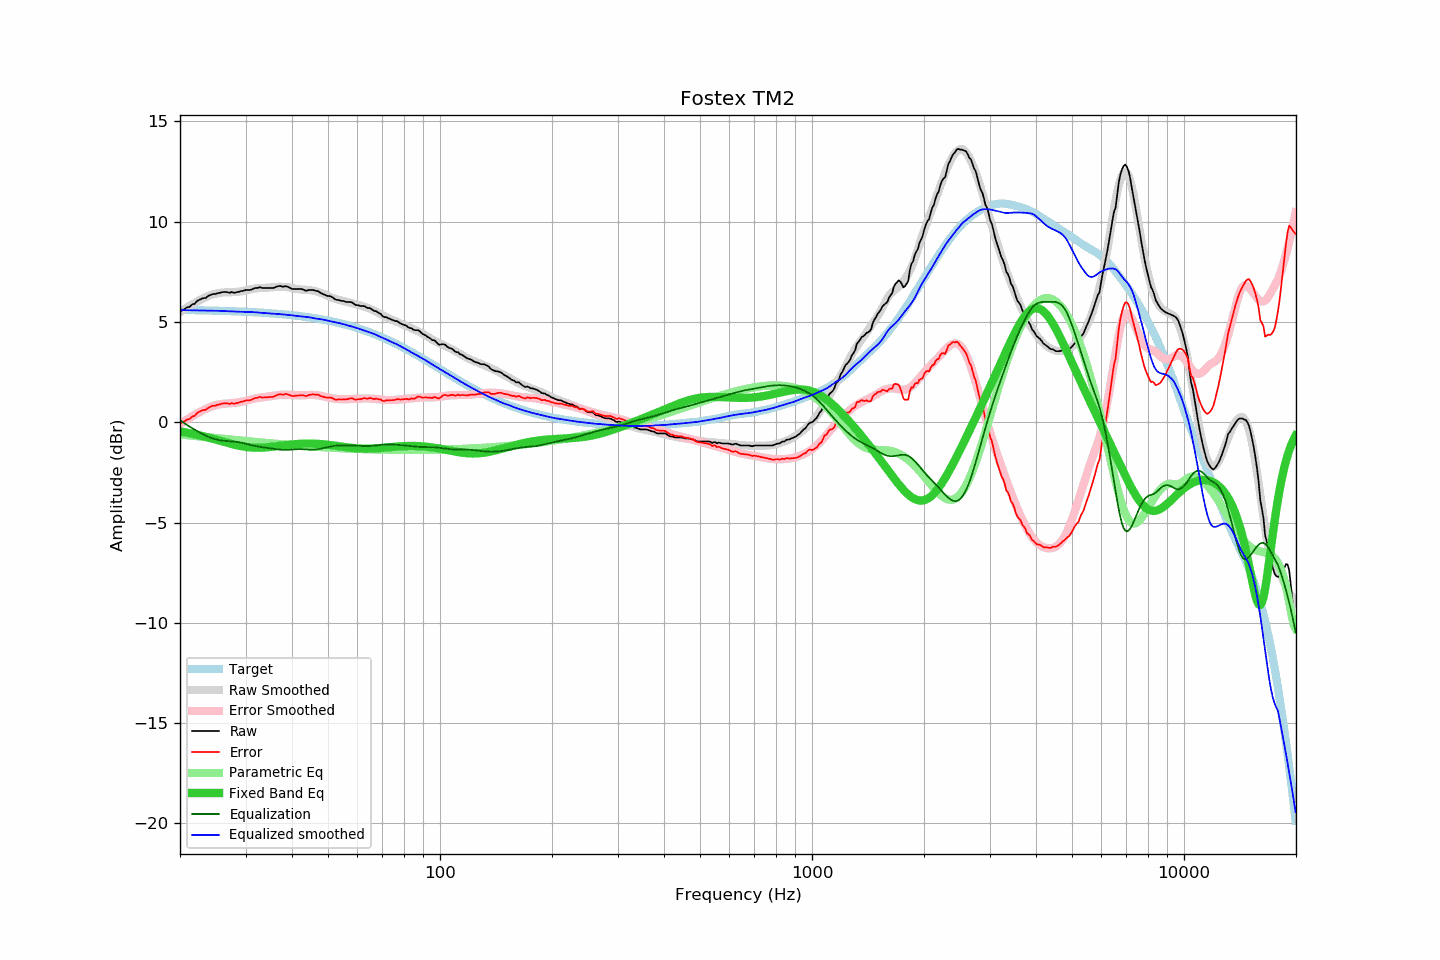 Fostex TM2
15
10
5
0
−5
−10
−15
−20
Amplitude (dBr)
Target
Raw Smoothed
Error Smoothed
Raw
Error
Parametric Eq
Fixed Band Eq
Equalization
Equalized smoothed
100
1000
10000
Frequency (Hz)